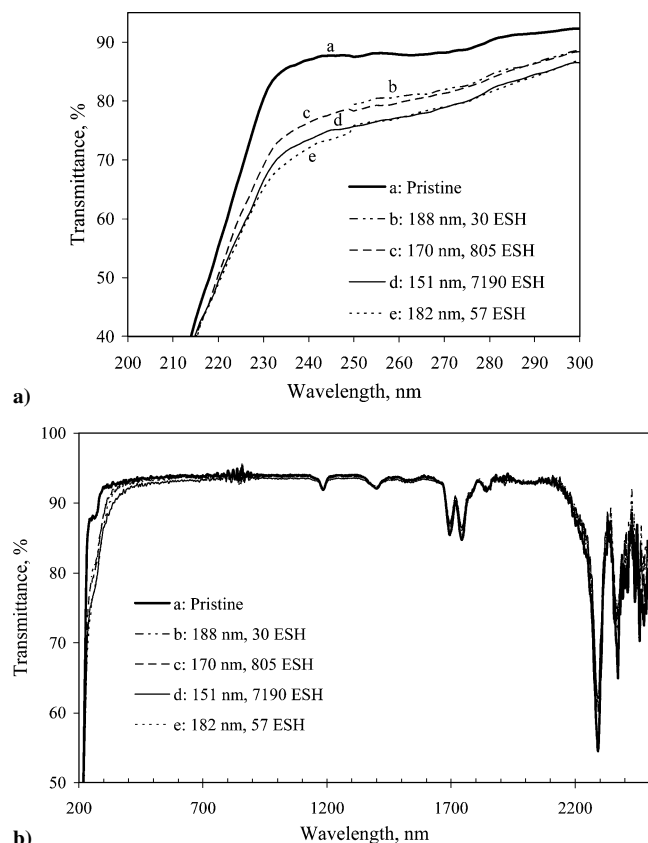 90
80
70
60
50
40
Transmittance, %
a
b
c
d
e
a: Pristine
b: 188 nm, 30 ESH
c: 170 nm, 805 ESH
d: 151 nm, 7190 ESH
e: 182 nm, 57 ESH
200 210 220 230 240 250 260 270 280 290 300
Wavelength, nm
a)
100
90
80
70
60
50
Transmittance, %
a: Pristine
b: 188 nm, 30 ESH
c: 170 nm, 805 ESH
d: 151 nm, 7190 ESH
e: 182 nm, 57 ESH
200 700 1200 1700 2200
Wavelength, nm
b)